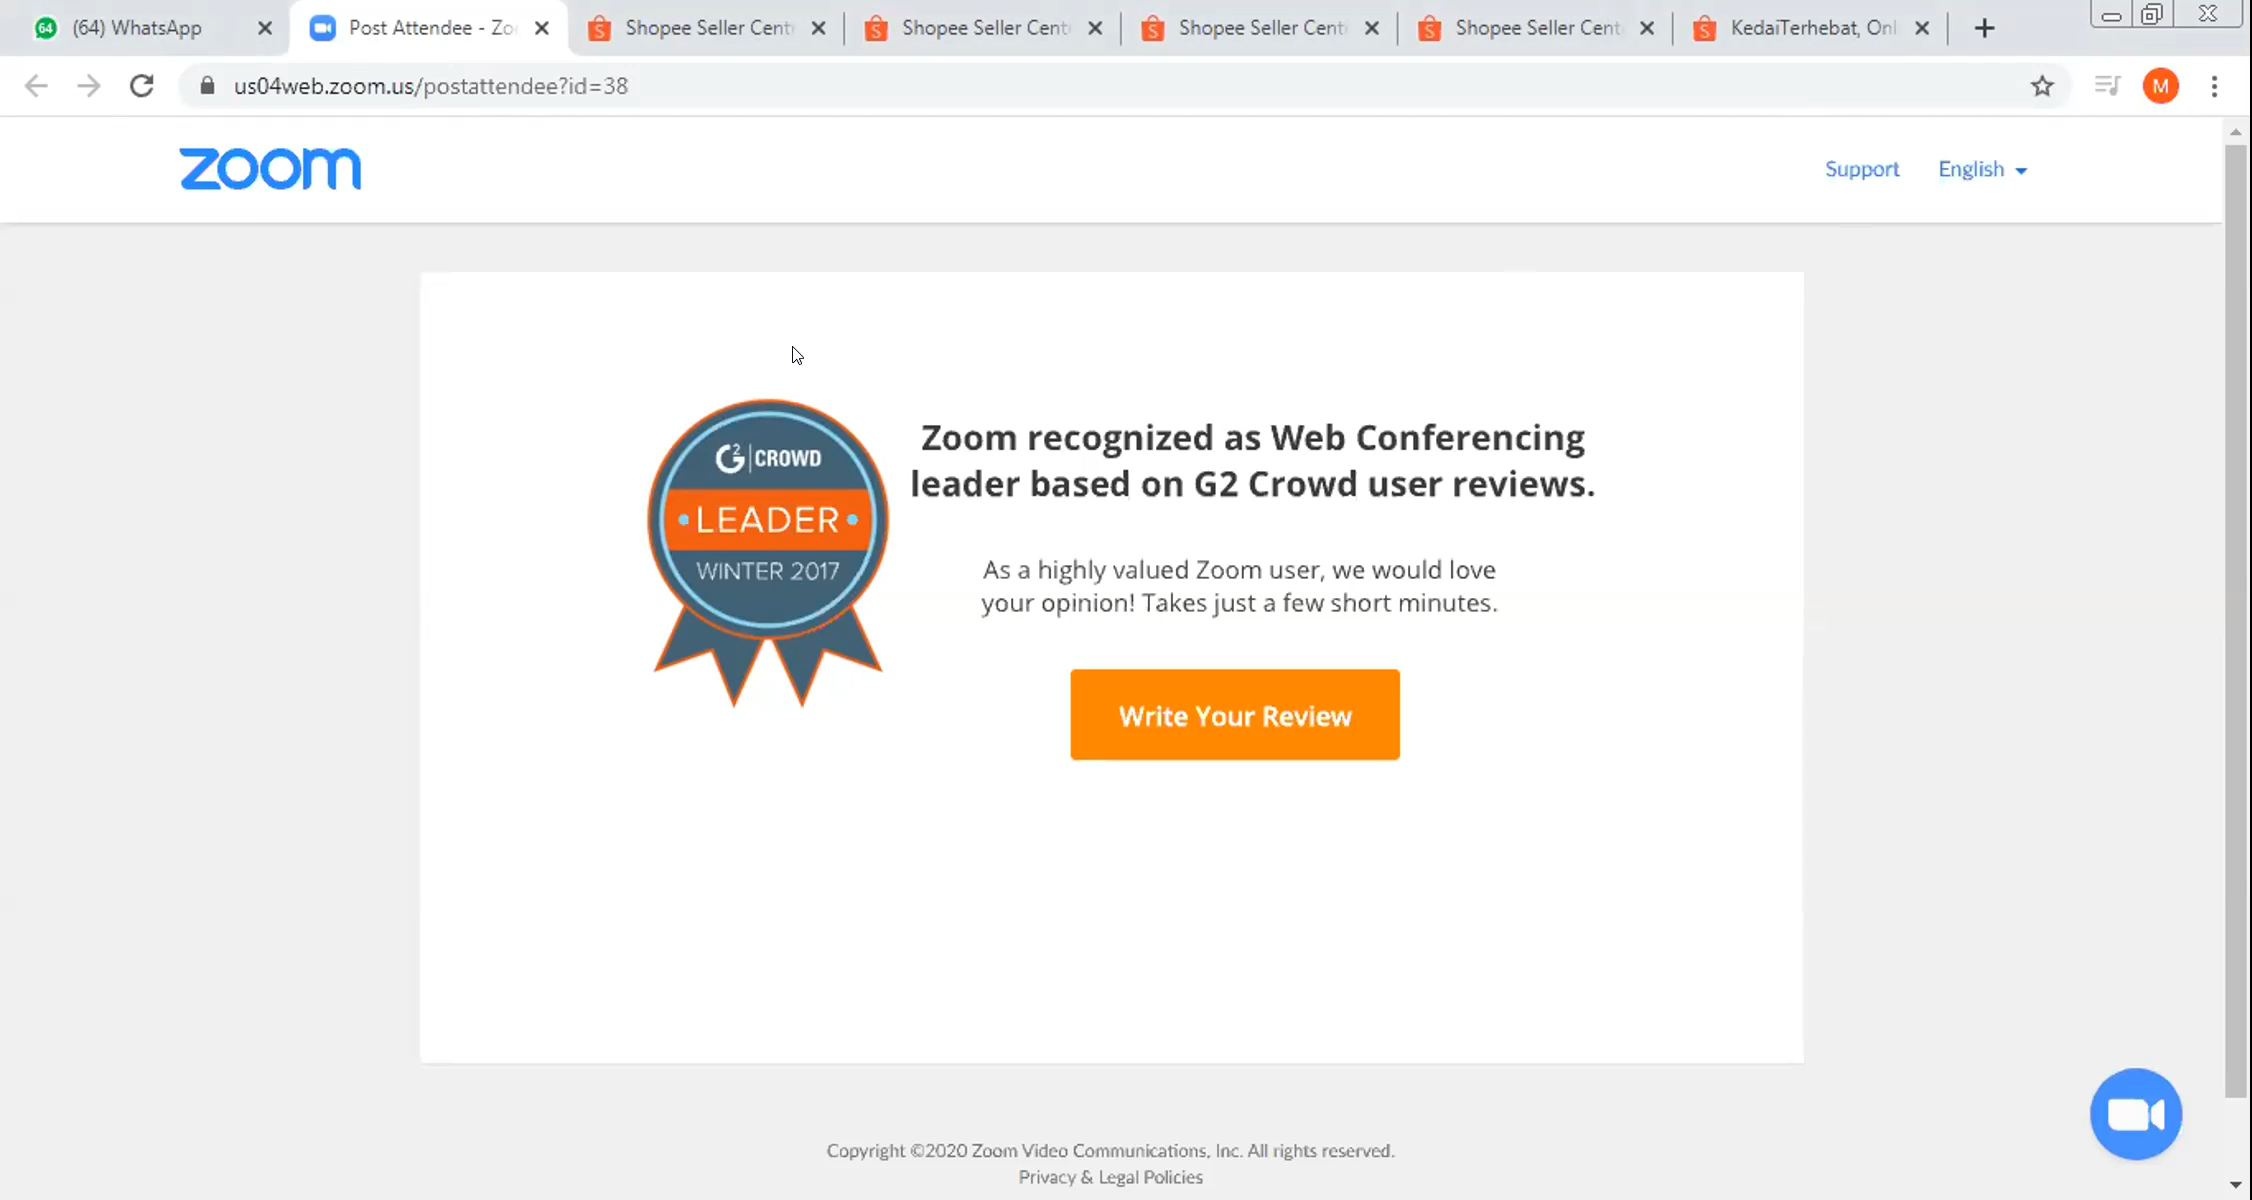 64 (64) WhatsApp
Post Attendee - Zo
Shopee Seller Cent
Shopee Seller Cent
Shopee Seller Cent
Shopee Seller Cent
KedaiTerhebat, Onl
us04web.zoom.us/postattendee?id=38
M
zoom
Support
English
G2 | CROWD
LEADER
WINTER 2017
Zoom recognized as Web Conferencing
leader based on G2 Crowd user reviews.
As a highly valued Zoom user, we would love
your opinion! Takes just a few short minutes.
Write Your Review
Copyright ©2020 Zoom Video Communications, Inc. All rights reserved.
Privacy & Legal Policies